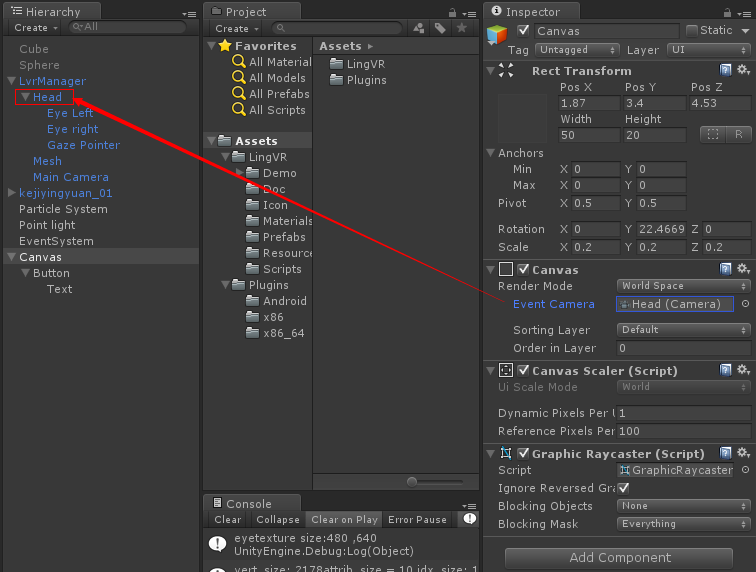 Hierarchy
Create
All
Cube
Sphere
LvrManager
Head
Eye Left
Eye right
Gaze Pointer
Mesh
Main Camera
kejiyingyuan_01
Particle System
Point light
EventSystem
Canvas
Button
Text
Project
Create
Favorites
All Material
All Models
All Prefabs
All Scripts
Assets
LingVR
Demo
Doc
Icon
Materials
Prefabs
Resourc
Scripts
Plugins
Android
x86
x86_64
Assets
LingVR
Plugins
Console
Clear Collapse Clear on Play Error Pause
eyetexture size:480 ,640
UnityEngine.Debug:Log(Object)
vert_size: 2178attrib_size = 10 idx_size: 1
Inspector
Canvas Static
Tag Untagged Layer UI
Rect Transform
Pos X Pos Y Pos Z
1.87 3.4 4.53
Width Height
50 20 R
Anchors
Min X 0 Y 0
Max X 0 Y 0
Pivot X 0.5 Y 0.5
Rotation X 0 Y 22.4669 Z 0
Scale X 0.2 Y 0.2 Z 0.2
Canvas
Render Mode World Space
Event Camera Head (Camera)
Sorting Layer Default
Order in Layer 0
Canvas Scaler (Script)
Ui Scale Mode World
Dynamic Pixels Per U 1
Reference Pixels Per 100
Graphic Raycaster (Script)
Script GraphicRaycaster
Ignore Reversed Gra
Blocking Objects None
Blocking Mask Everything
Add Component